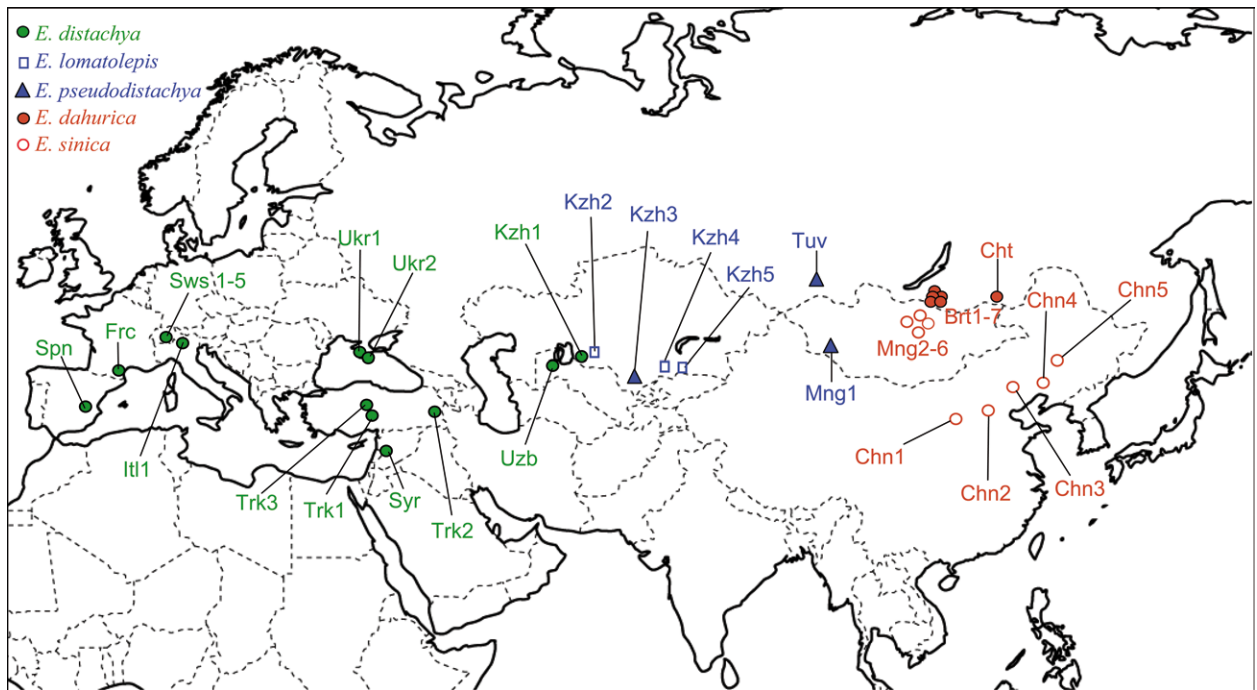 E. distachya
E. lomatolepis
E. pseudodistachya
E. dahurica
E. sinica
Kzh2
Kzh3
Ukr1
Kzh1
Kzh4
Tuv
Cht
Ukr2
Kzh5
Sws 1-5
Chn5
Chn4
Frc
Brt1-7
Spn
Mng2-6
Mng1
Chn1
Uzb
Itl1
Chn3
Chn2
Trk3
Syr
Trk1
Trk2